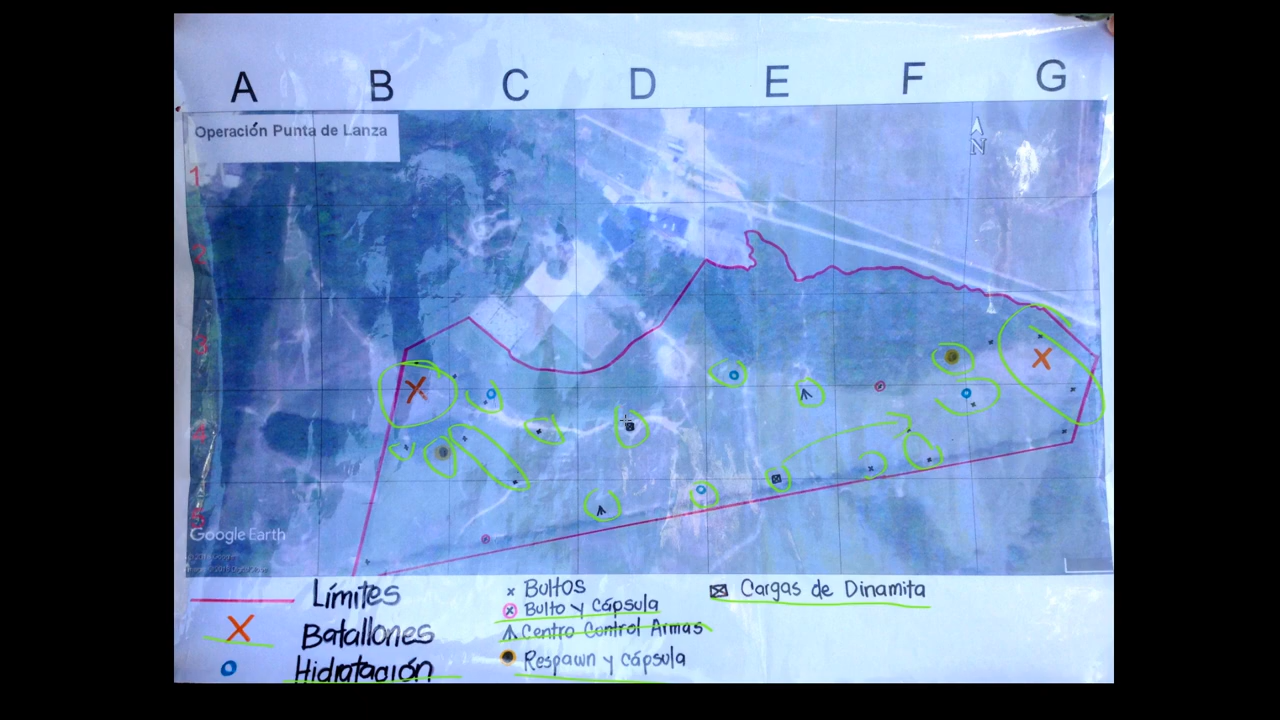 A B C D E F G
Operación Punta de Lanza
N
1
2
3
4
5
Google Earth
Límites
Batallones
Hidratación
Bultos
Bulto y Cápsula
Centro Control Armas
Respawn y cápsula
Cargas de Dinamita